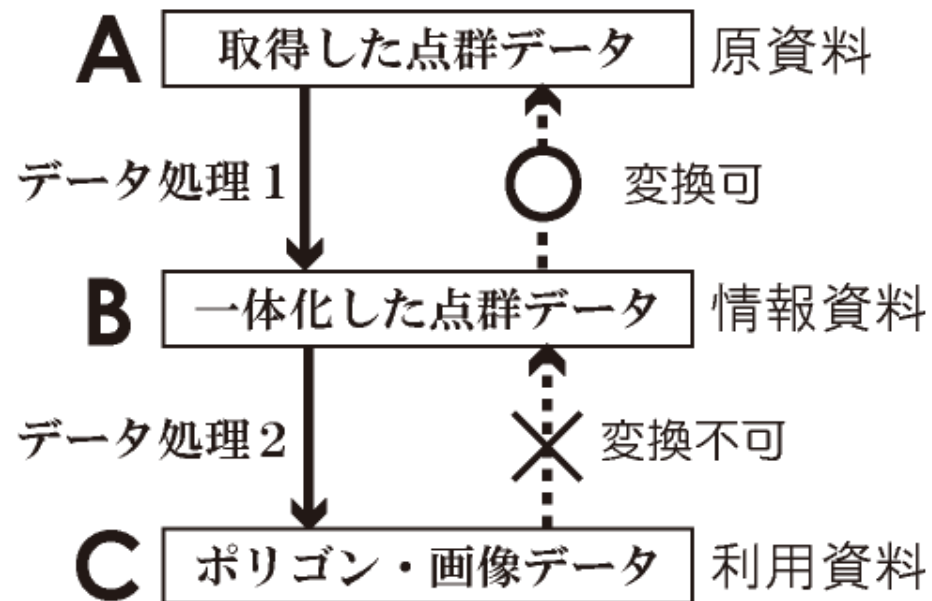 A 取得した点群データ 原資料
データ処理1 変換可
B 一体化した点群データ 情報資料
データ処理2 変換不可
C ポリゴン・画像データ 利用資料